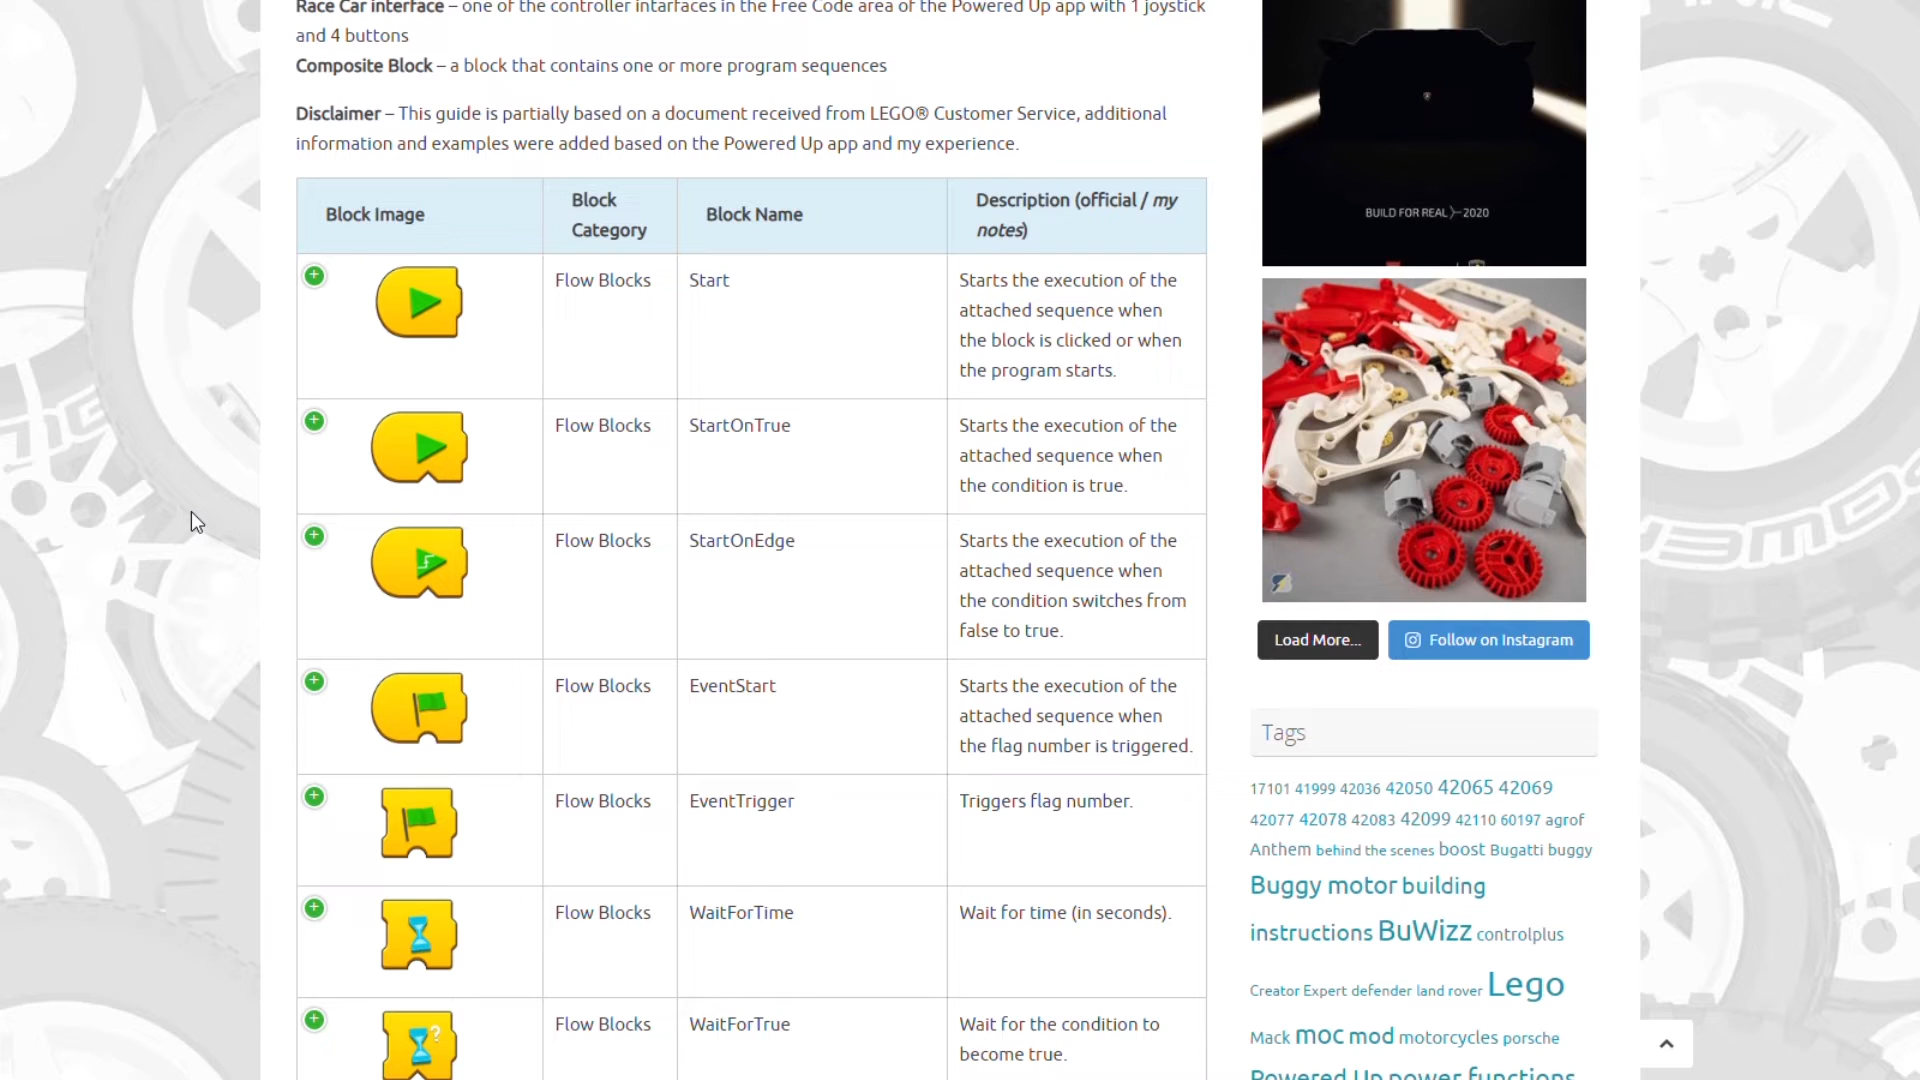 Race Car interface – one of the controller intarfaces in the Free Code area of the Powered Up app with 1 joystick
and 4 buttons
Composite Block – a block that contains one or more program sequences
Disclaimer – This guide is partially based on a document received from LEGO® Customer Service, additional
information and examples were added based on the Powered Up app and my experience.
Block Image
Block
Category
Block Name
Description (official / my
notes)
Flow Blocks
Start
Starts the execution of the
attached sequence when
the block is clicked or when
the program starts.
Flow Blocks
StartOnTrue
Starts the execution of the
attached sequence when
the condition is true.
Flow Blocks
StartOnEdge
Starts the execution of the
attached sequence when
the condition switches from
false to true.
Flow Blocks
EventStart
Starts the execution of the
attached sequence when
the flag number is triggered.
Flow Blocks
EventTrigger
Triggers flag number.
Flow Blocks
WaitForTime
Wait for time (in seconds).
?
Flow Blocks
WaitForTrue
Wait for the condition to
become true.
BUILD FOR REAL 2020
Load More...
Follow on Instagram
Tags
17101 41999 42036 42050 42065 42069
42077 42078 42083 42099 42110 60197 agrof
Anthem behind the scenes boost Bugatti buggy
Buggy motor building
instructions BuWizz controlplus
Creator Expert defender land rover Lego
Mack moc mod motorcycles porsche
Powered Up power functions